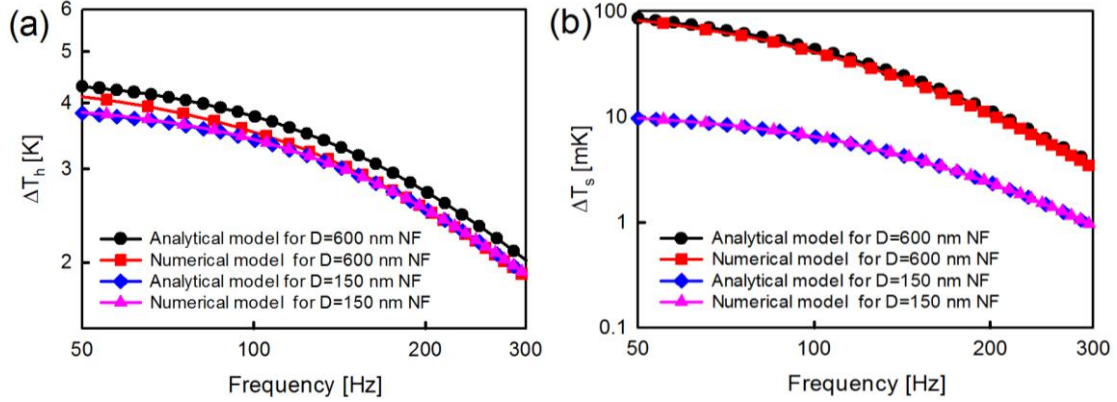 (a)
6
5
4
3
2
ΔT_h [K]
Analytical model for D=600 nm NF
Numerical model for D=600 nm NF
Analytical model for D=150 nm NF
Numerical model for D=150 nm NF
50 100 200 300
Frequency [Hz]
(b)
100
10
1
0.1
ΔT_s [mK]
Analytical model for D=600 nm NF
Numerical model for D=600 nm NF
Analytical model for D=150 nm NF
Numerical model for D=150 nm NF
50 100 200 300
Frequency [Hz]